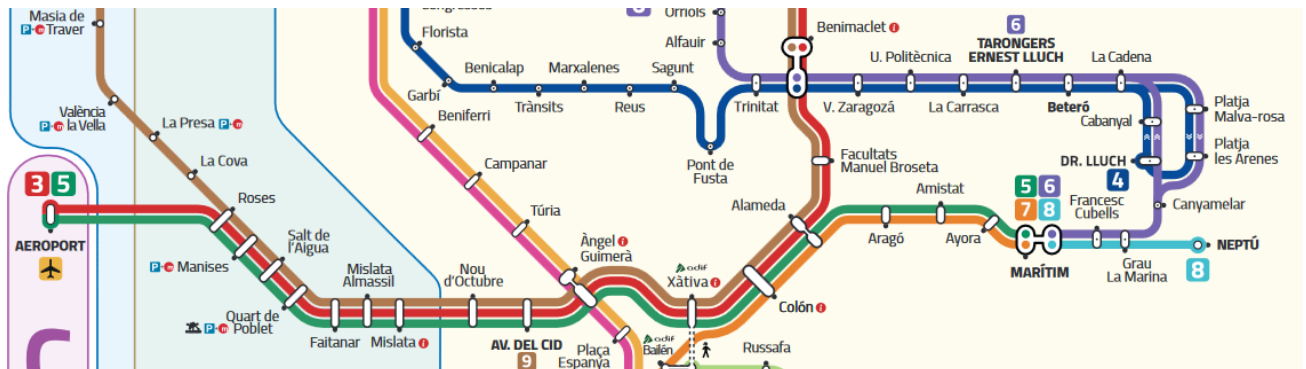 Masia de
P Traver
València
P la Vella
La Presa P
La Cova
3 5
AEROPORT
Roses
Salt de
l'Aigua
P Manises
Quart de
P Poblet
Faitanar
Mislata
Almassil
Mislata i
Nou
d'Octubre
AV. DEL CID
9
Florista
Garbí
Benicalap
Trànsits
Marxalenes
Reus
Sagunt
Pont de
Fusta
Trinitat
Beniferri
Campanar
Túria
Àngel i
Guimerà
Plaça
Espanya
adif
Xàtiva i
adif
Bailén
Russafa
Colón i
Alameda
Facultats
Manuel Broseta
Orriols
Alfauir
Benimaclet i
V. Zaragozá
U. Politècnica
La Carrasca
6
TARONGERS
ERNEST LLUCH
Beteró
La Cadena
Cabanyal
Platja
Malva-rosa
Platja
les Arenes
DR. LLUCH
4
Canyamelar
Francesc
Cubells
Grau
La Marina
NEPTÚ
8
5 6
7 8
MARÍTIM
Amistat
Aragó
Ayora